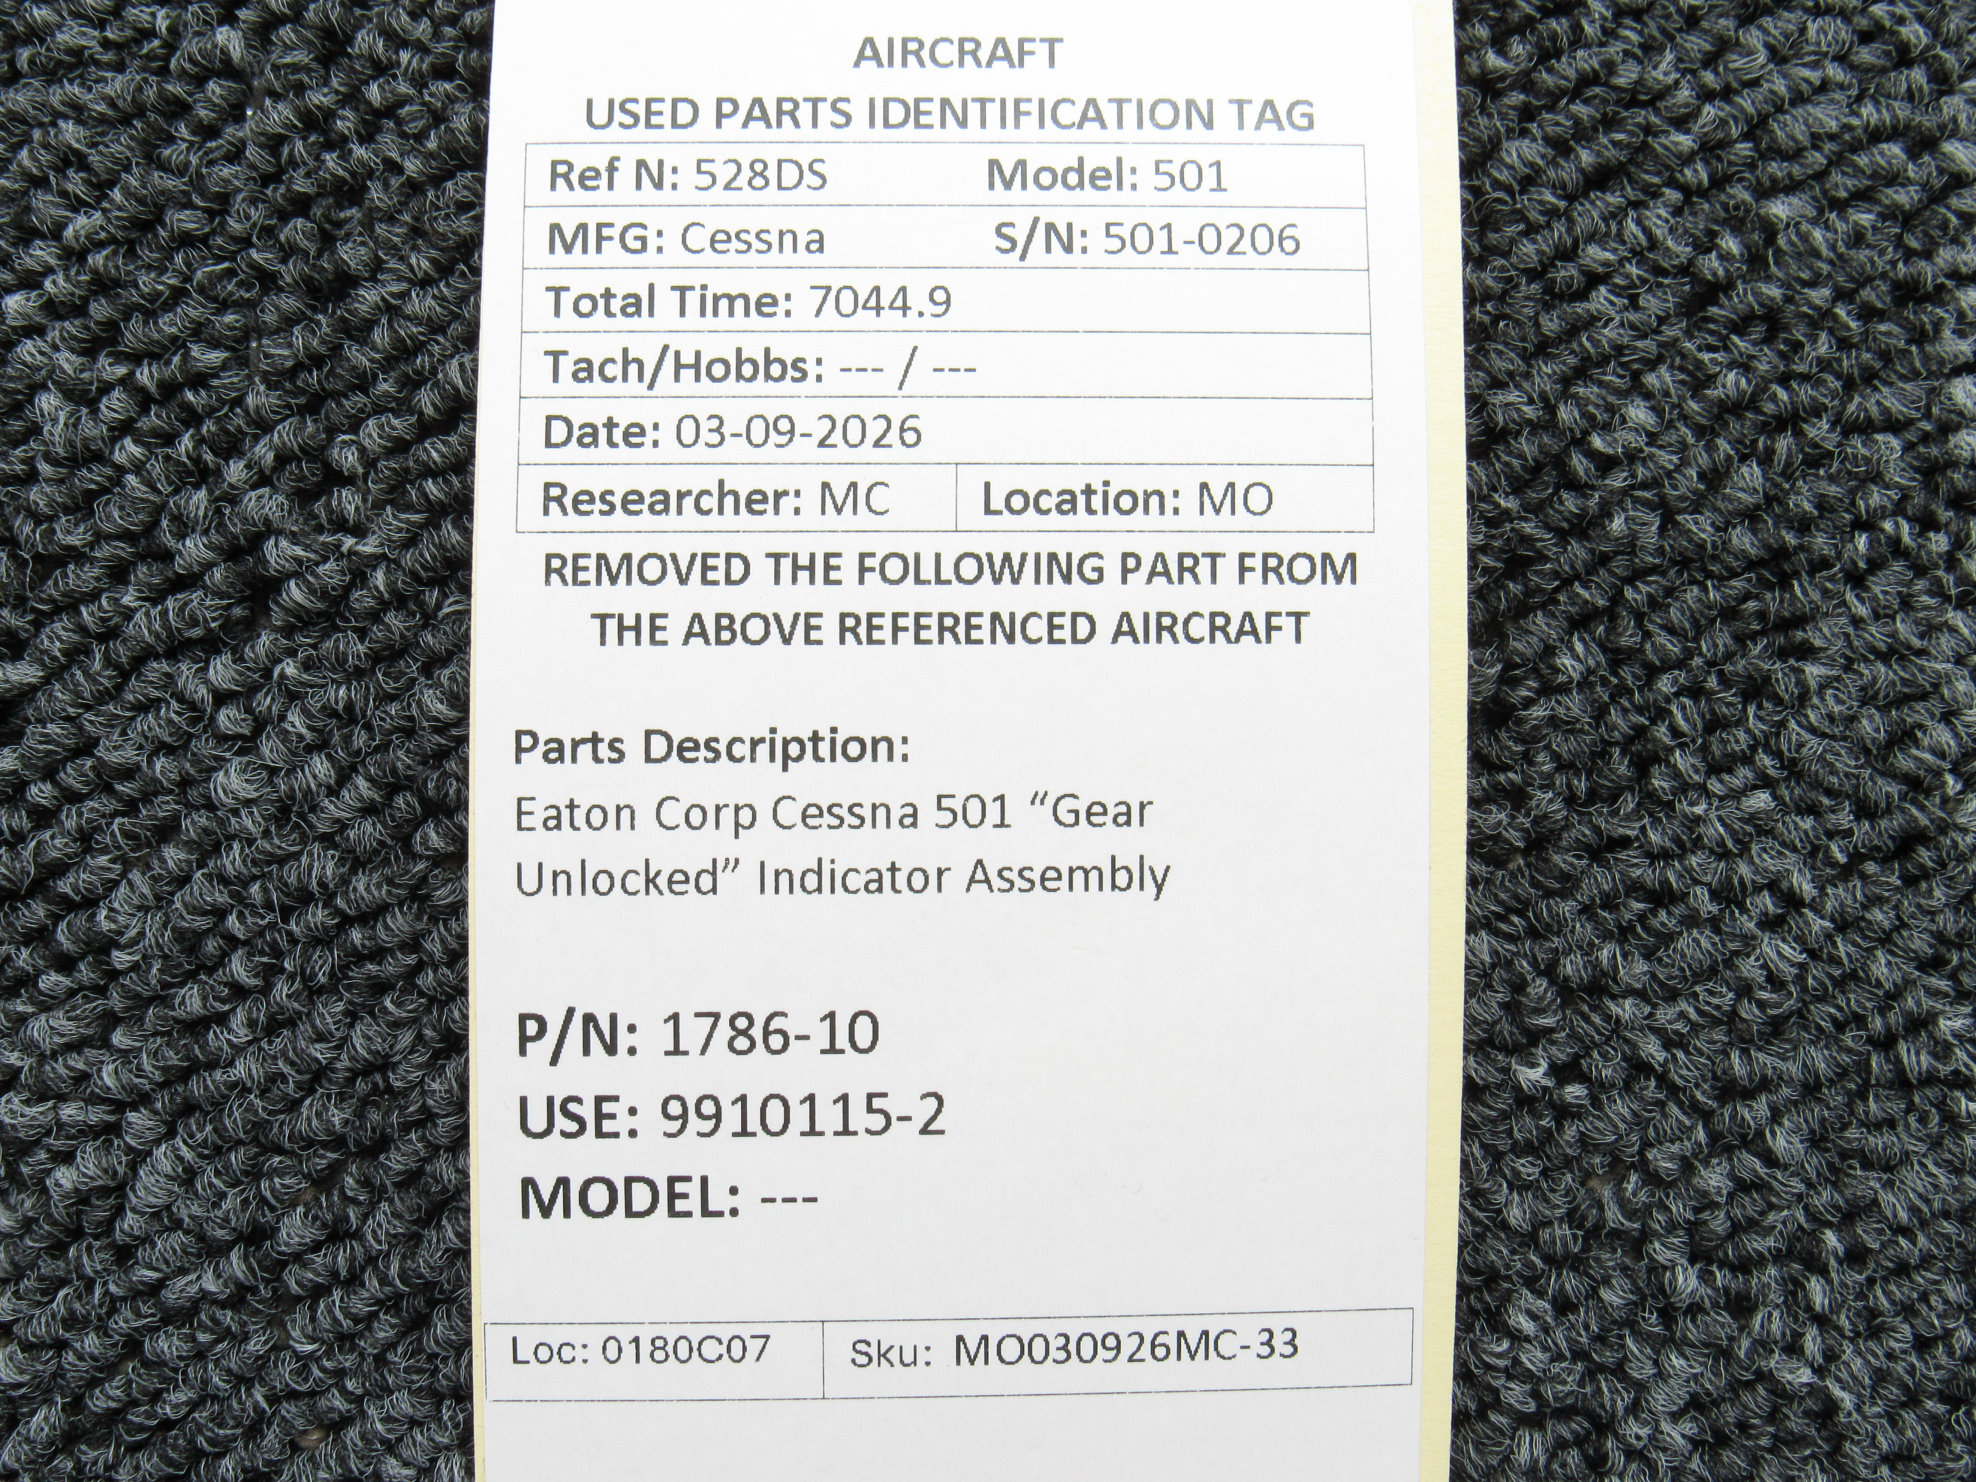 AIRCRAFT
USED PARTS IDENTIFICATION TAG
Ref N: 528DS Model: 501
MFG: Cessna S/N: 501-0206
Total Time: 7044.9
Tach/Hobbs: --- / ---
Date: 03-09-2026
Researcher: MC Location: MO
REMOVED THE FOLLOWING PART FROM
THE ABOVE REFERENCED AIRCRAFT
Parts Description:
Eaton Corp Cessna 501 “Gear
Unlocked” Indicator Assembly
P/N: 1786-10
USE: 9910115-2
MODEL: ---
Loc: 0180C07 Sku: MO030926MC-33